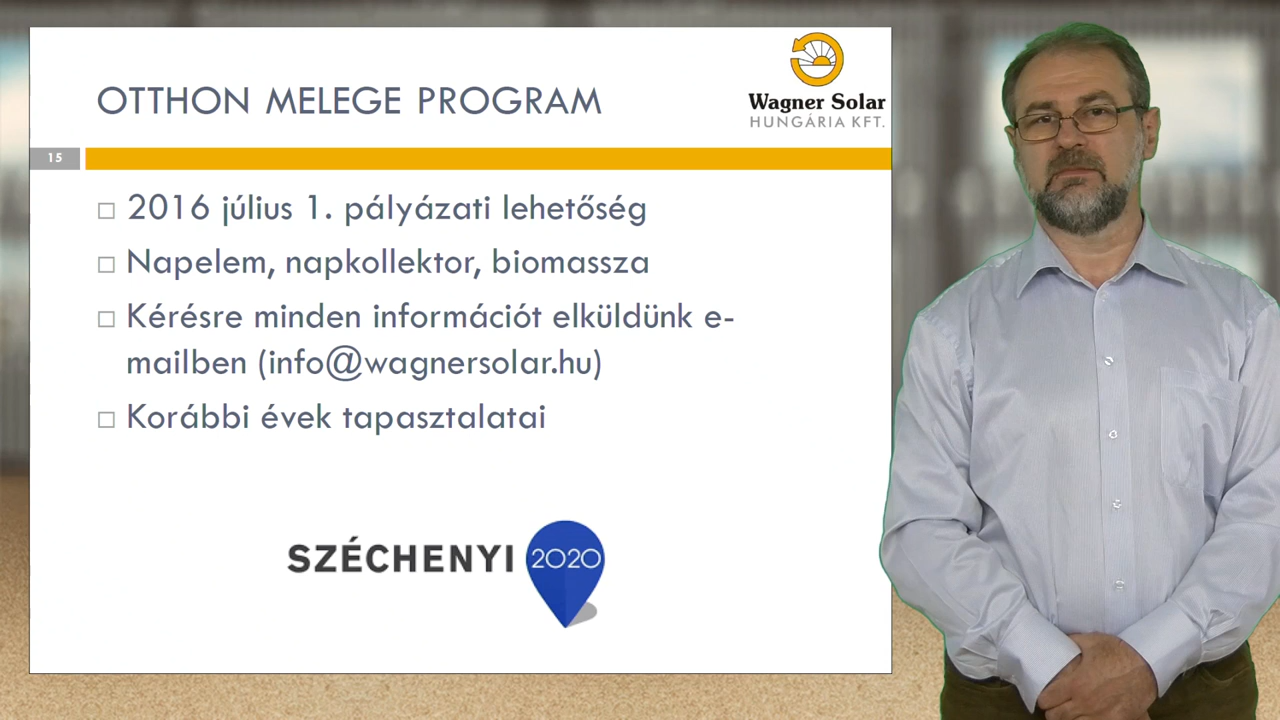 OTTHON MELEGE PROGRAM
Wagner Solar
HUNGÁRIA KFT.
15
2016 július 1. pályázati lehetőség
Napelem, napkollektor, biomassza
Kérésre minden információt elküldünk e-
mailben (info@wagnersolar.hu)
Korábbi évek tapasztalatai
SZÉCHENYI 2020